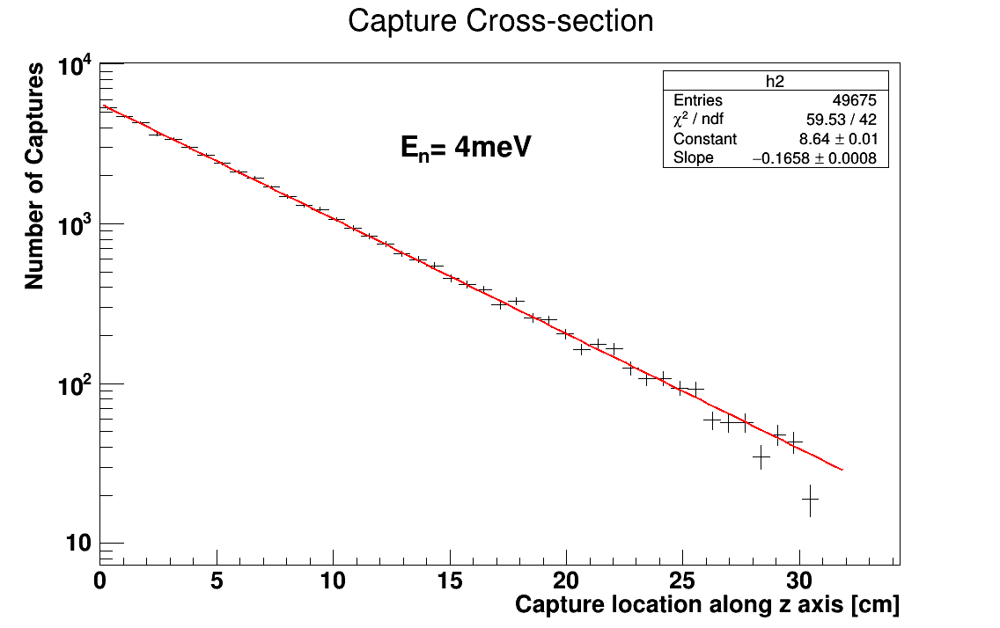 Capture Cross-section
Number of Captures
10⁴
10³
10²
10
Eₙ= 4meV
h2
Entries 49675
χ² / ndf 59.53 / 42
Constant 8.64 ± 0.01
Slope −0.1658 ± 0.0008
0 5 10 15 20 25 30
Capture location along z axis [cm]